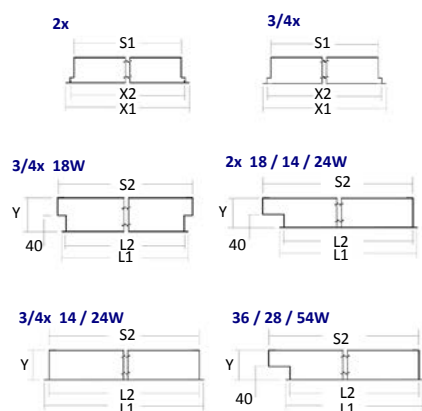 2x
3/4x
S1
S1
X2
X2
X1
X1
3/4x 18W
2x 18 / 14 / 24W
S2
S2
Y
Y
40
40
L2
L2
L1
L1
3/4x 14 / 24W
36 / 28 / 54W
S2
S2
Y
Y
40
L2
L2
L1
L1